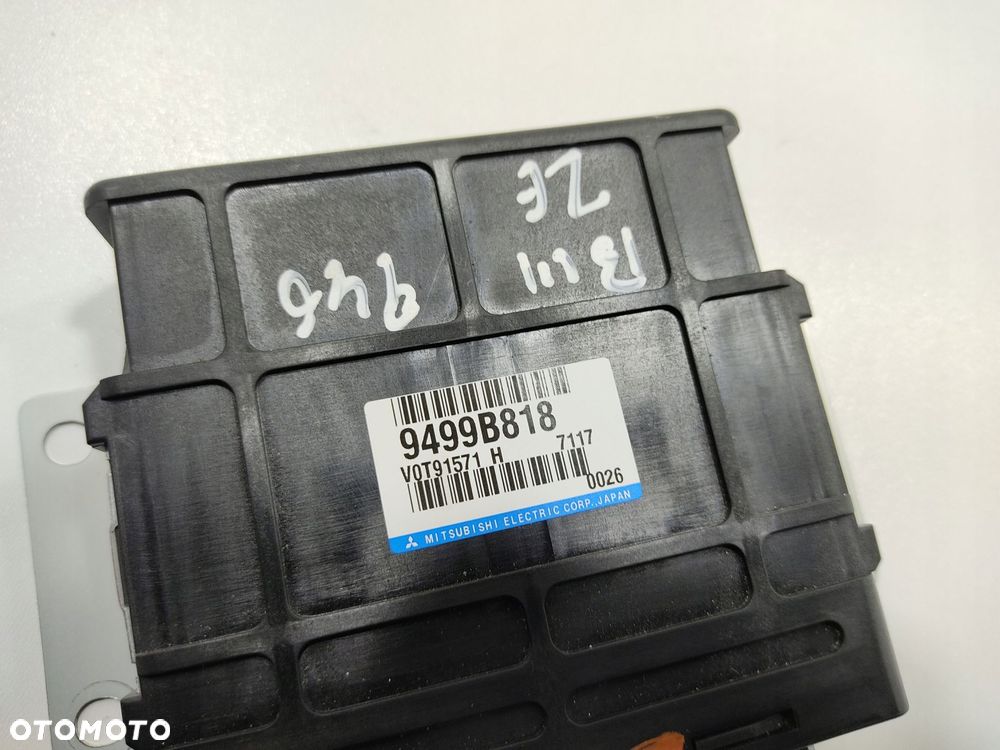 9499B818
V0T91571 H
7117
0026
MITSUBISHI ELECTRIC CORP., JAPAN
OTOMOTO